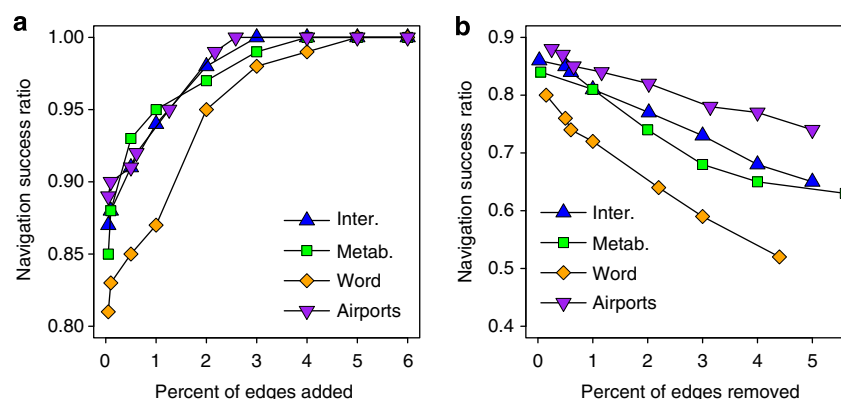 a
Navigation success ratio
1.00
0.95
0.90
0.85
0.80
Inter.
Metab.
Word
Airports
0 1 2 3 4 5 6
Percent of edges added
b
Navigation success ratio
0.9
0.8
0.7
0.6
0.5
0.4
Inter.
Metab.
Word
Airports
0 1 2 3 4 5
Percent of edges removed